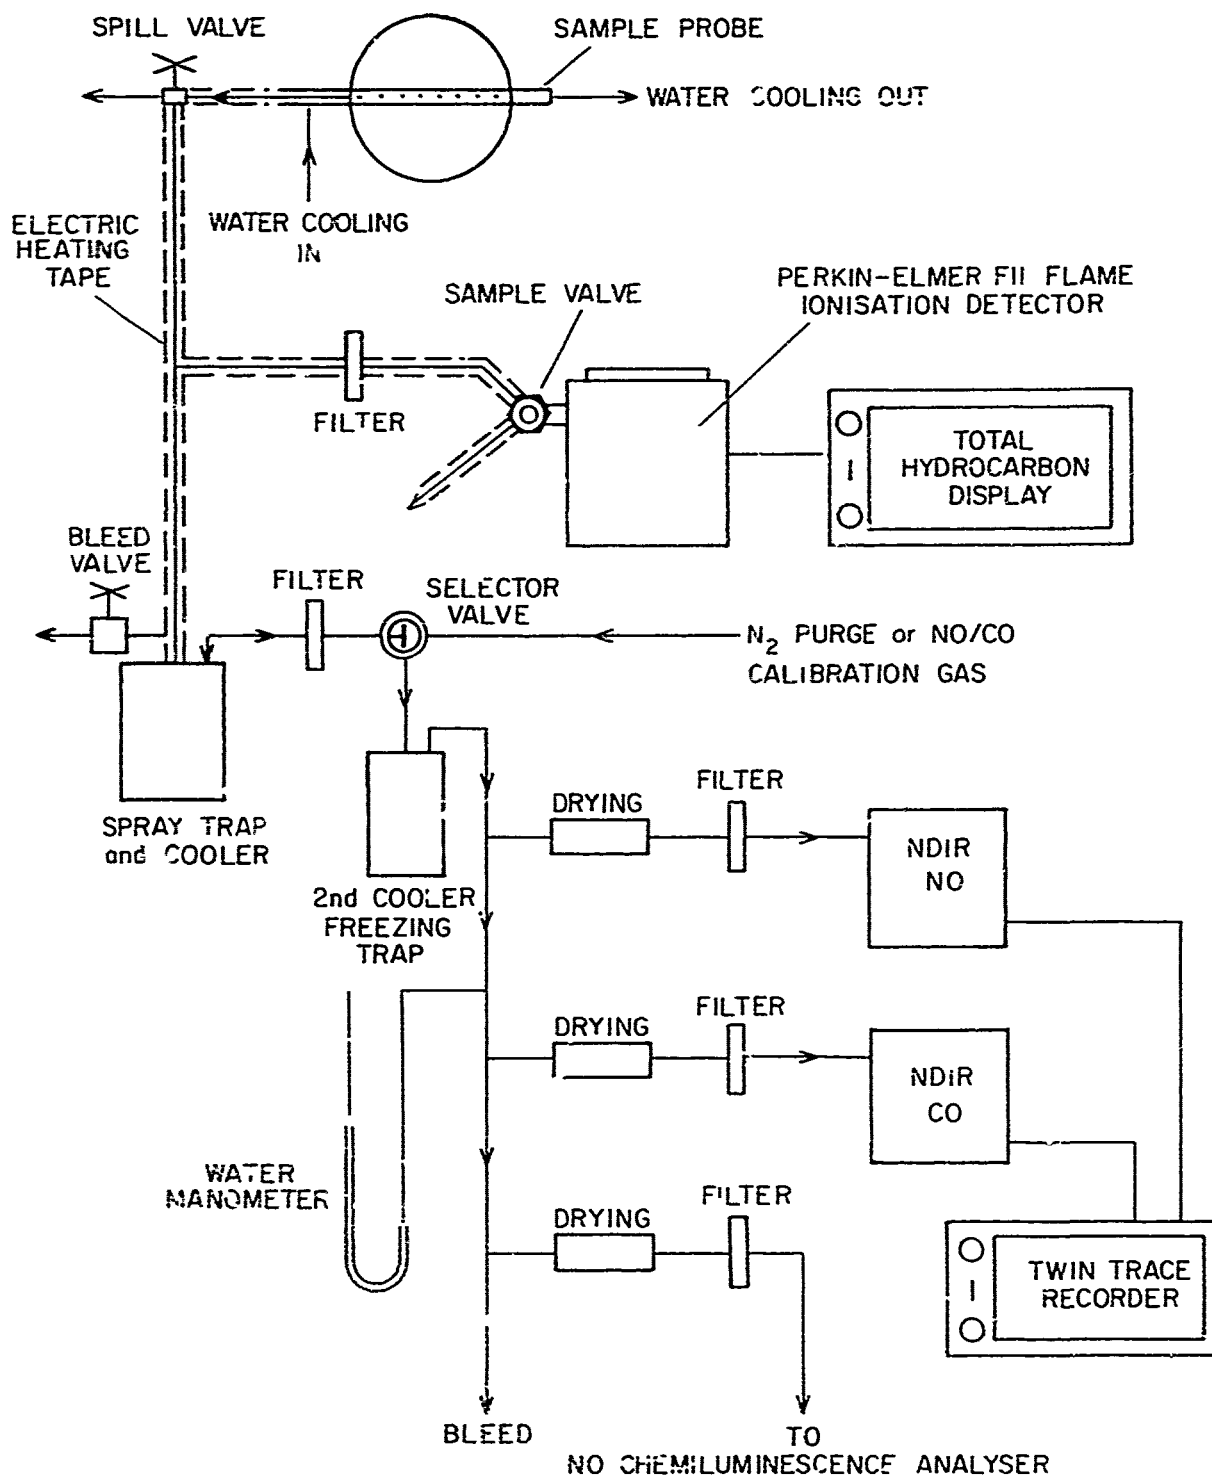 SPILL VALVE
SAMPLE PROBE
WATER COOLING OUT
WATER COOLING
IN
ELECTRIC
HEATING
TAPE
SAMPLE VALVE
PERKIN-ELMER F11 FLAME
IONISATION DETECTOR
FILTER
TOTAL
HYDROCARBON
DISPLAY
BLEED
VALVE
FILTER
SELECTOR
VALVE
N2 PURGE or NO/CO
CALIBRATION GAS
SPRAY TRAP
and COOLER
2nd COOLER
FREEZING
TRAP
DRYING
FILTER
NDIR
NO
DRYING
FILTER
NDIR
CO
WATER
MANOMETER
DRYING
FILTER
TWIN TRACE
RECORDER
BLEED
TO
NO CHEMILUMINESCENCE ANALYSER